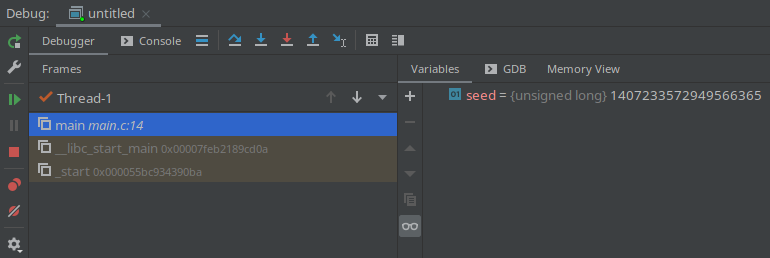 Debug: untitled
Debugger Console
Frames
Variables GDB Memory View
Thread-1
main main.c:14
__libc_start_main 0x00007feb2189cd0a
_start 0x000055bc934390ba
01 seed = {unsigned long} 1407233572949566365